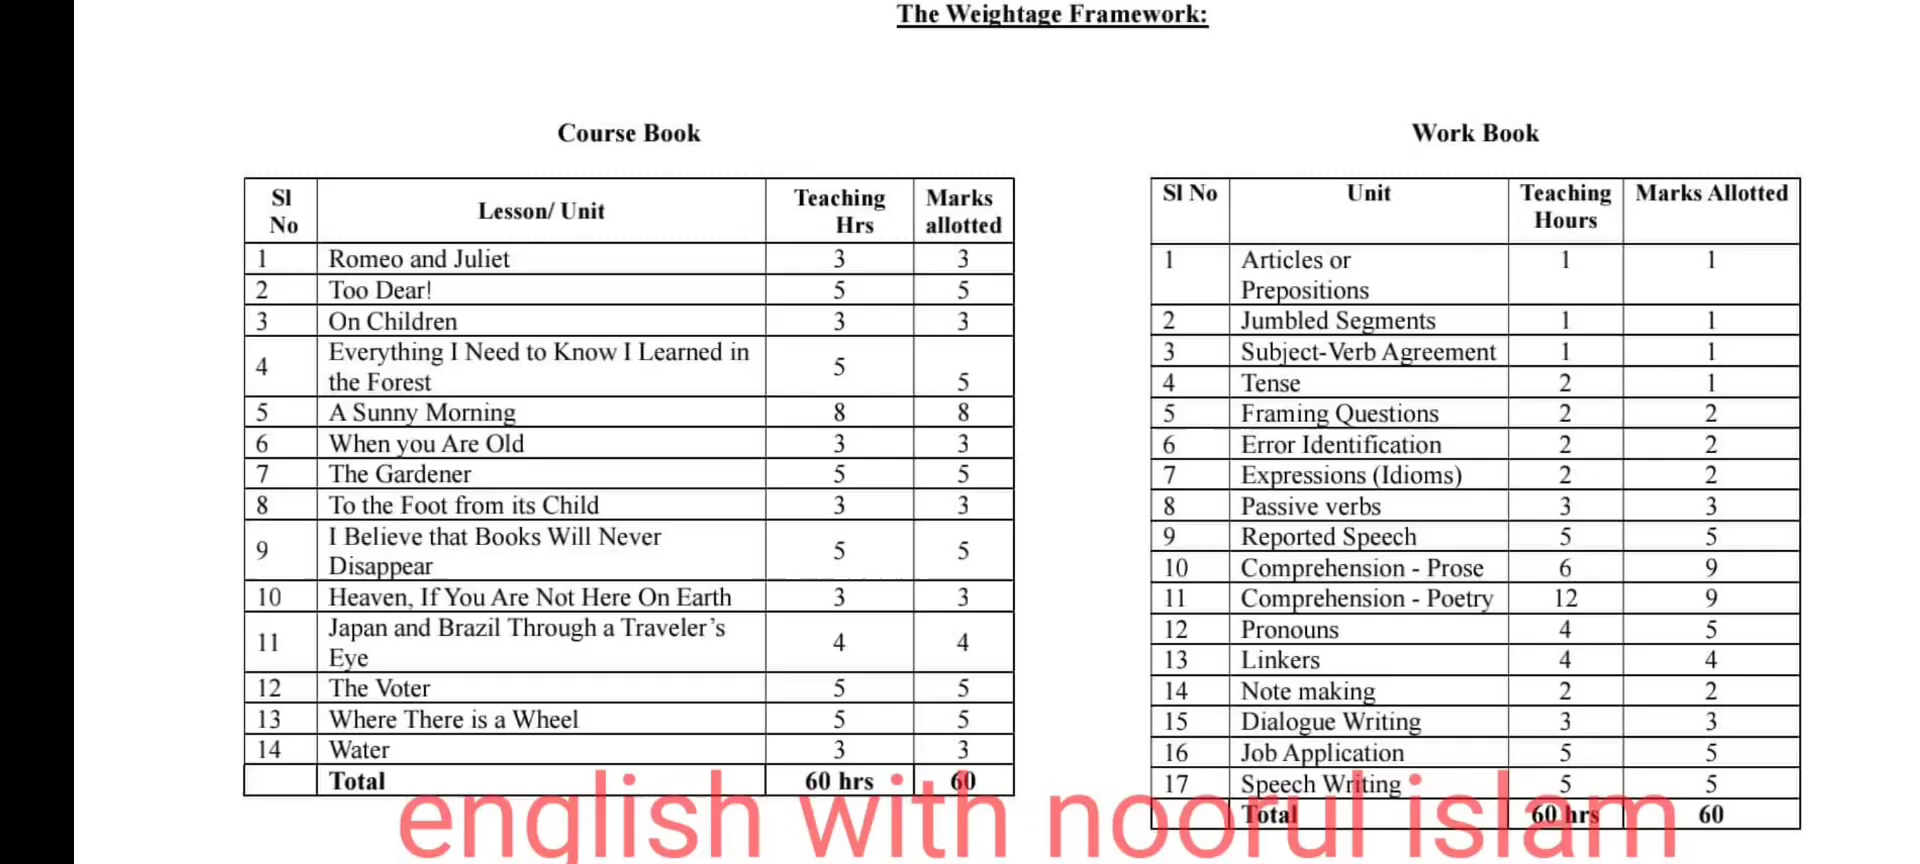 The Weightage Framework:
Course Book
Sl No Lesson/ Unit Teaching Hrs Marks allotted
1 Romeo and Juliet 3 3
2 Too Dear! 5 5
3 On Children 3 3
4 Everything I Need to Know I Learned in the Forest 5 5
5 A Sunny Morning 8 8
6 When you Are Old 3 3
7 The Gardener 5 5
8 To the Foot from its Child 3 3
9 I Believe that Books Will Never Disappear 5 5
10 Heaven, If You Are Not Here On Earth 3 3
11 Japan and Brazil Through a Traveler's Eye 4 4
12 The Voter 5 5
13 Where There is a Wheel 5 5
14 Water 3 3
Total 60 hrs 60
Work Book
Sl No Unit Teaching Hours Marks Allotted
1 Articles or Prepositions 1 1
2 Jumbled Segments 1 1
3 Subject-Verb Agreement 1 1
4 Tense 2 1
5 Framing Questions 2 2
6 Error Identification 2 2
7 Expressions (Idioms) 2 2
8 Passive verbs 3 3
9 Reported Speech 5 5
10 Comprehension - Prose 6 9
11 Comprehension - Poetry 12 9
12 Pronouns 4 5
13 Linkers 4 4
14 Note making 2 2
15 Dialogue Writing 3 3
16 Job Application 5 5
17 Speech Writing 5 5
Total 60 hrs 60
english with noorul islam